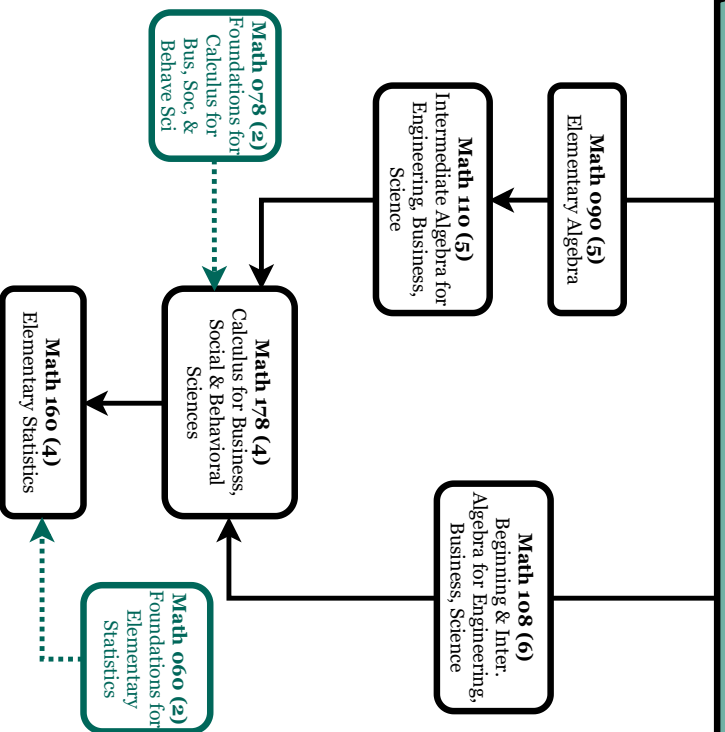 Math 090 (5)
Elementary Algebra
Math 108 (6)
Beginning & Inter.
Algebra for Engineering,
Business, Science
Math 110 (5)
Intermediate Algebra for
Engineering, Business,
Science
Math 078 (2)
Foundations for
Calculus for
Bus, Soc, &
Behave Sci
Math 178 (4)
Calculus for Business,
Social & Behavioral
Sciences
Math 060 (2)
Foundations for
Elementary
Statistics
Math 160 (4)
Elementary Statistics